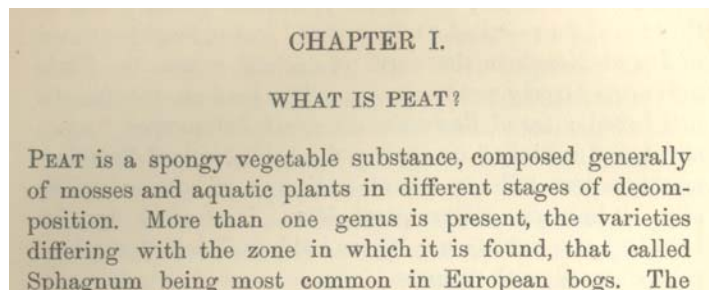 CHAPTER I.
WHAT IS PEAT?
PEAT is a spongy vegetable substance, composed generally
of mosses and aquatic plants in different stages of decom-
position. More than one genus is present, the varieties
differing with the zone in which it is found, that called
Sphagnum being most common in European bogs. The